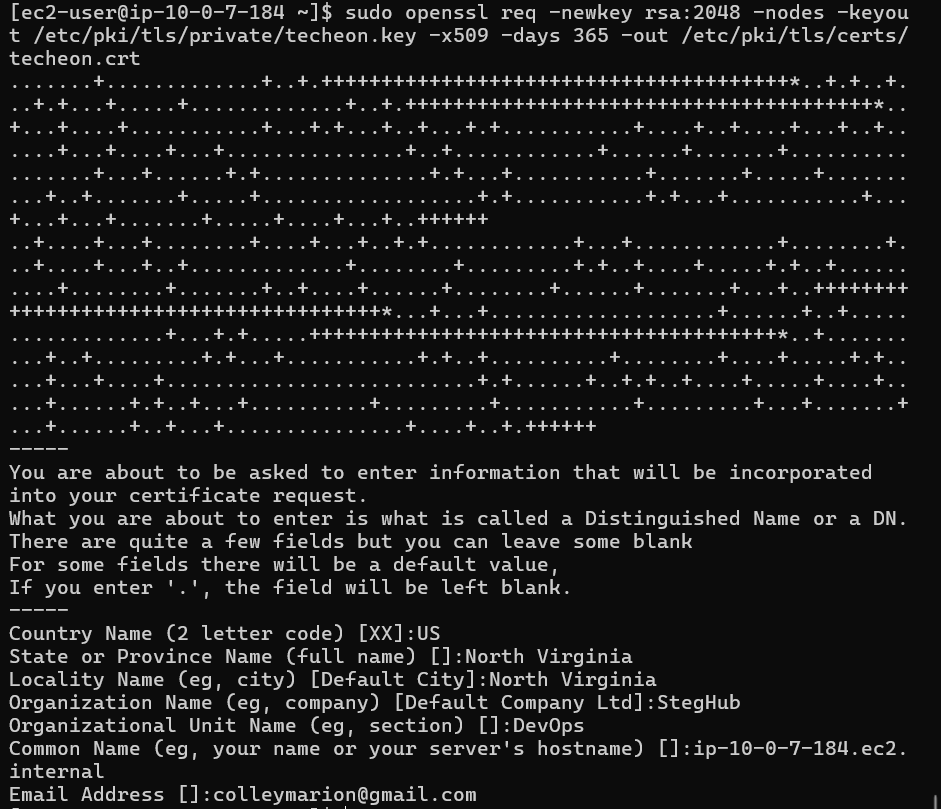 [ec2-user@ip-10-0-7-184 ~]$ sudo openssl req -newkey rsa:2048 -nodes -keyou
t /etc/pki/tls/private/techeon.key -x509 -days 365 -out /etc/pki/tls/certs/
techeon.crt
.......+.............+..+.+++++++++++++++++++++++++++++++++++++++*..+.+..+.
..+.+...+.....+.............+..+.+++++++++++++++++++++++++++++++++++++++*..
+...+....+...........+...+.+...+..+...+.+...........+....+..+....+...+..+..
....+...+....+...+...............+..+............+......+.......+..........
.......+...+......+.+..............+.+...+...........+.......+.....+.......
...+..+.......+.....+..................+.+...........+.+...+...........+...
+...+...+.......+.....+....+...+..++++++
..+....+...+........+....+...+..+.+............+...+............+........+.
..+....+...+..+.............+........+.........+.+..+....+.....+.+..+......
....+........+.......+..+....+......+........+......+.......+...+..++++++++
+++++++++++++++++++++++++++++++*...+...+...................+......+..+.....
.............+...+.+.....+++++++++++++++++++++++++++++++++++++++*..+.......
...+..+.........+.+...+...........+.+..+..........+........+....+.....+.+..
...+...+....+..........................+.+......+..+.+..+....+.....+....+..
...+......+.+..+...+..........+.........+...........+.........+...+.......+
...+......+..+...+...............+....+..+.++++++
-----
You are about to be asked to enter information that will be incorporated
into your certificate request.
What you are about to enter is what is called a Distinguished Name or a DN.
There are quite a few fields but you can leave some blank
For some fields there will be a default value,
If you enter '.', the field will be left blank.
-----
Country Name (2 letter code) [XX]:US
State or Province Name (full name) []:North Virginia
Locality Name (eg, city) [Default City]:North Virginia
Organization Name (eg, company) [Default Company Ltd]:StegHub
Organizational Unit Name (eg, section) []:DevOps
Common Name (eg, your name or your server's hostname) []:ip-10-0-7-184.ec2.
internal
Email Address []:colleymarion@gmail.com